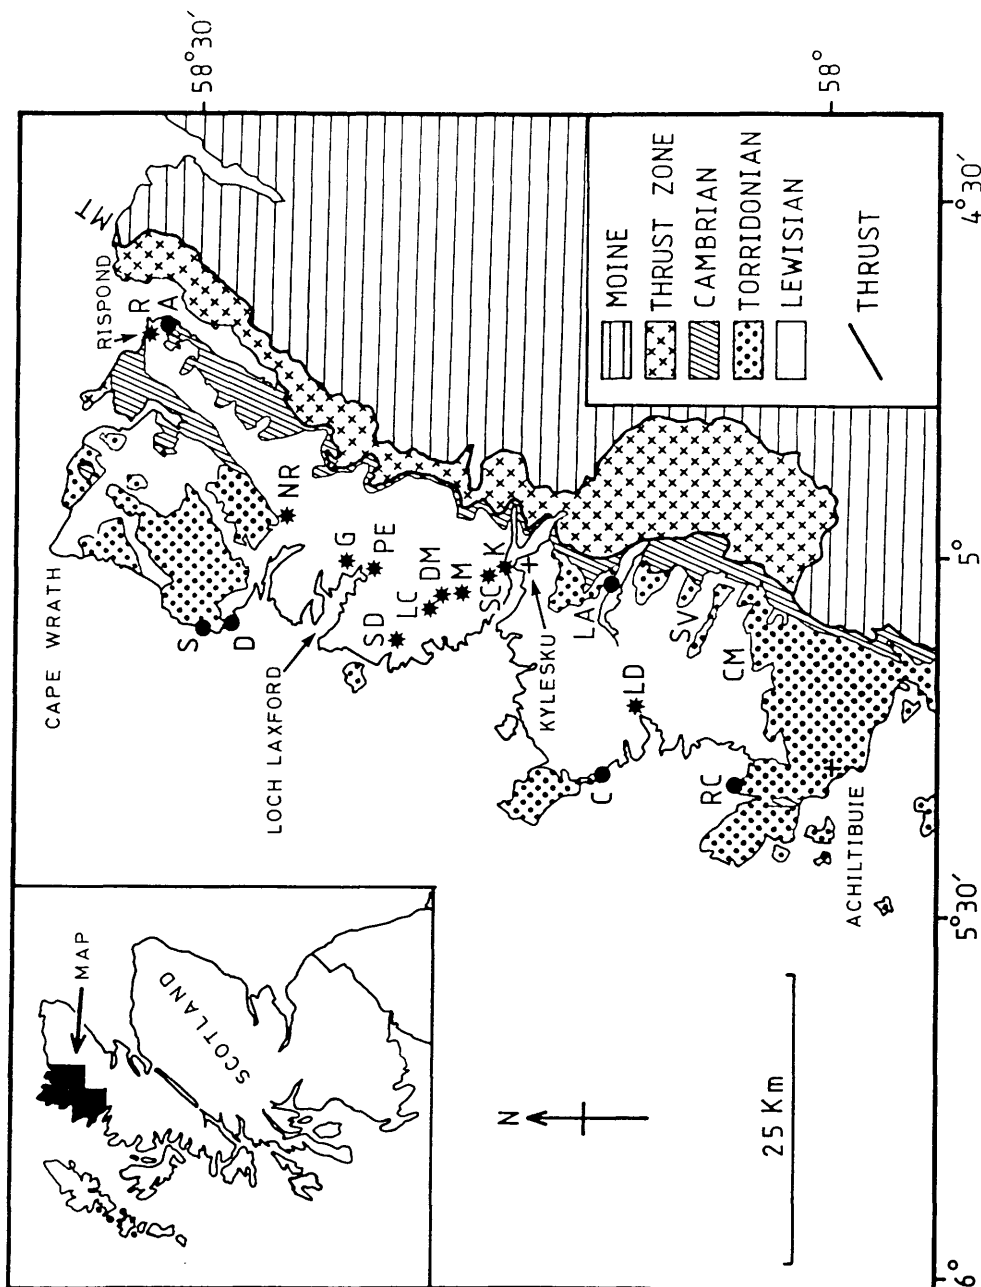 MAP
SCOTLAND
N
25 Km
CAPE WRATH
LOCH LAXFORD
RISPOND
MT
R
A
S
D
NR
G
PE
SD
LC
DM
M
SC
K
KYLESKU
LA
C
LD
SV
CM
RC
ACHILTIBUIE
MOINE
THRUST ZONE
CAMBRIAN
TORRIDONIAN
LEWISIAN
THRUST
58°30′
58°
6°
5°30′
5°
4°30′